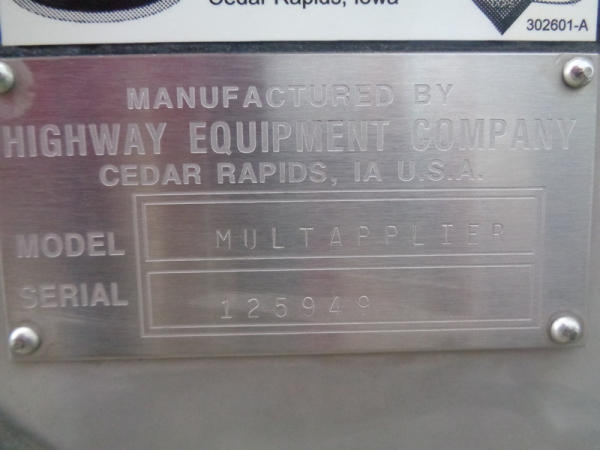 Cedar Rapids, Iowa
302601-A
MANUFACTURED BY
HIGHWAY EQUIPMENT COMPANY
CEDAR RAPIDS, IA U.S.A.
MODEL MULTAPPLIER
SERIAL 125949